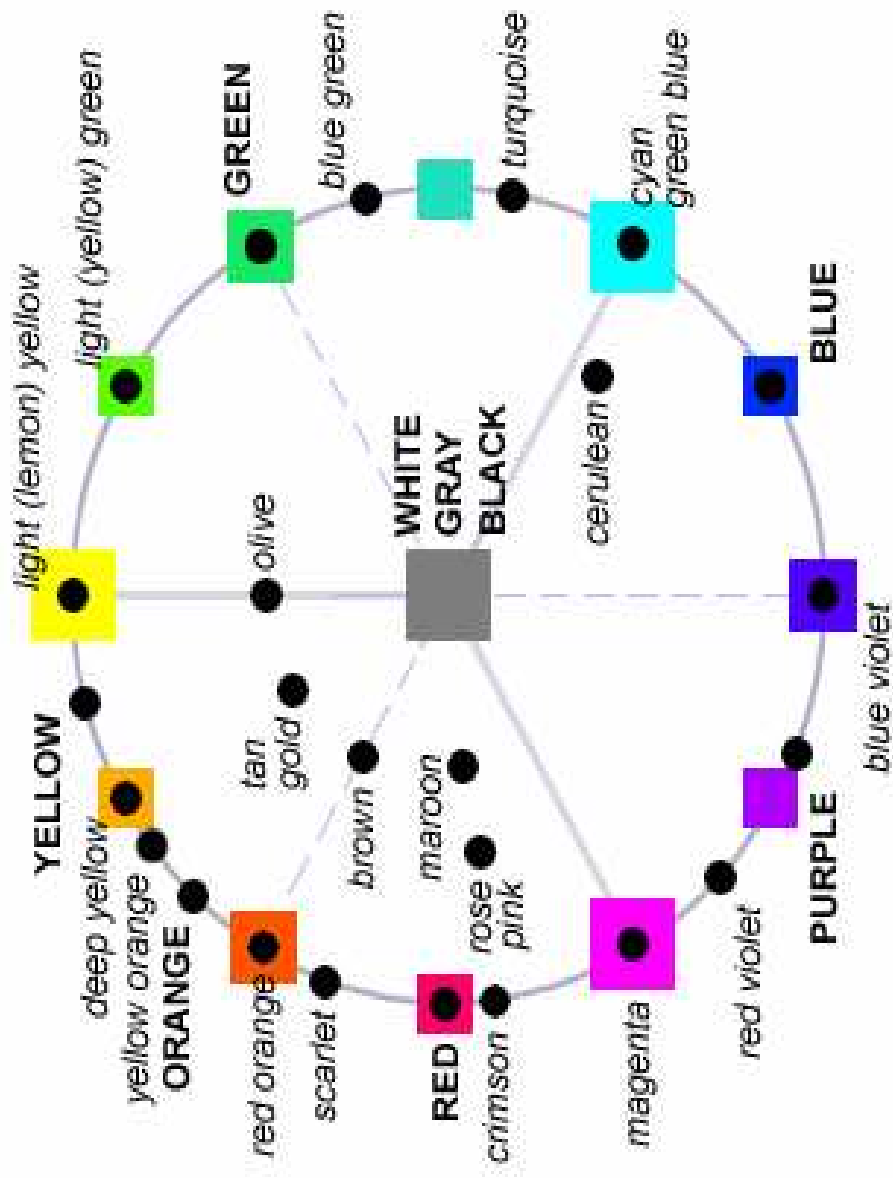 light (lemon) yellow
YELLOW
light (yellow) green
deep yellow
yellow orange
ORANGE
GREEN
tan
gold
olive
red orange
scarlet
blue green
brown
WHITE
GRAY
BLACK
maroon
RED
rose
pink
crimson
turquoise
cerulean
magenta
cyan
green blue
red violet
PURPLE
BLUE
blue violet